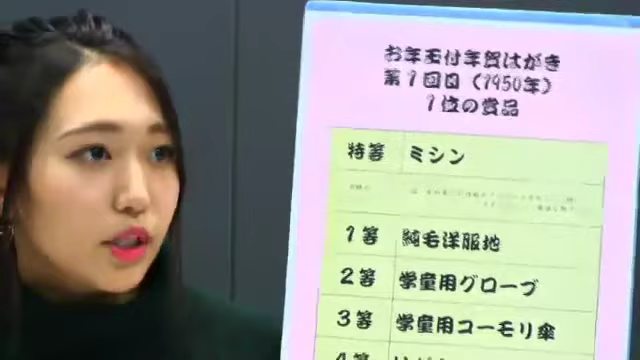 お年玉付年賀はがき
第1回目(1950年)
1位の賞品
特等 ミシン
1等 純毛洋服地
2等 学童用グローブ
3等 学童用コーモリ傘